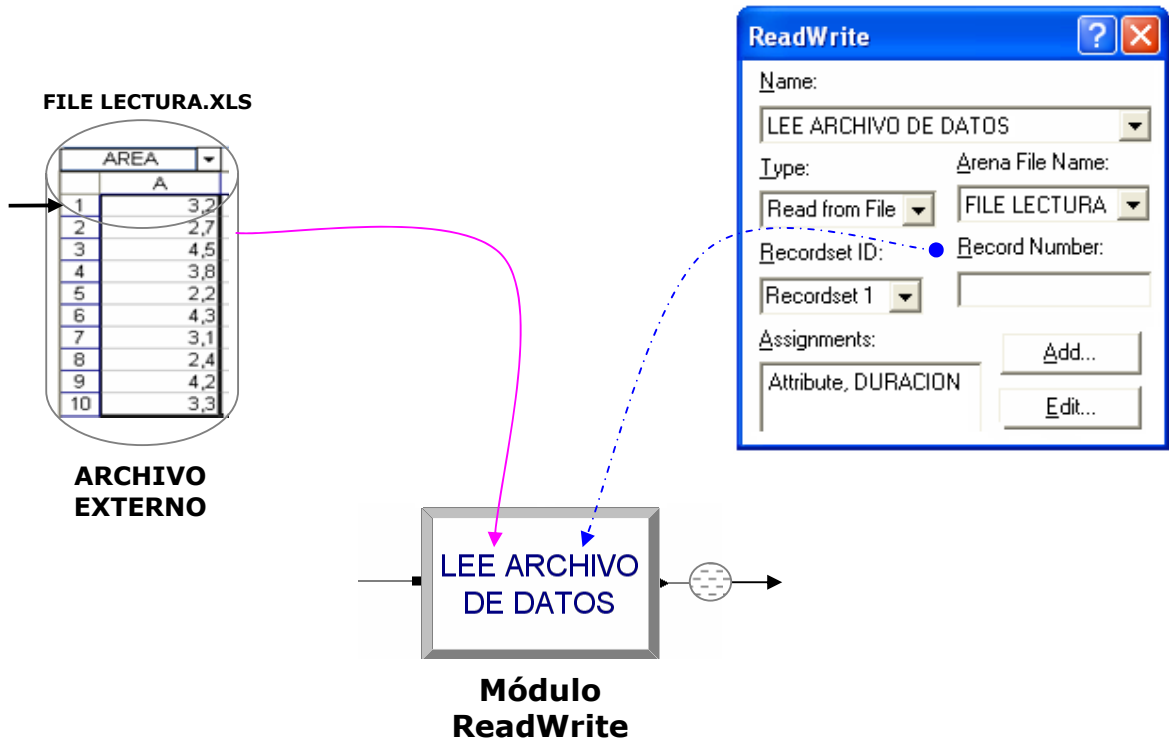 FILE LECTURA.XLS
AREA
A
1 3,2
2 2,7
3 4,5
4 3,8
5 2,2
6 4,3
7 3,1
8 2,4
9 4,2
10 3,3
ARCHIVO
EXTERNO
ReadWrite
Name:
LEE ARCHIVO DE DATOS
Type: Arena File Name:
Read from File FILE LECTURA
Recordset ID: Record Number:
Recordset 1
Assignments:
Add...
Attribute, DURACION
Edit...
LEE ARCHIVO
DE DATOS
Módulo
ReadWrite